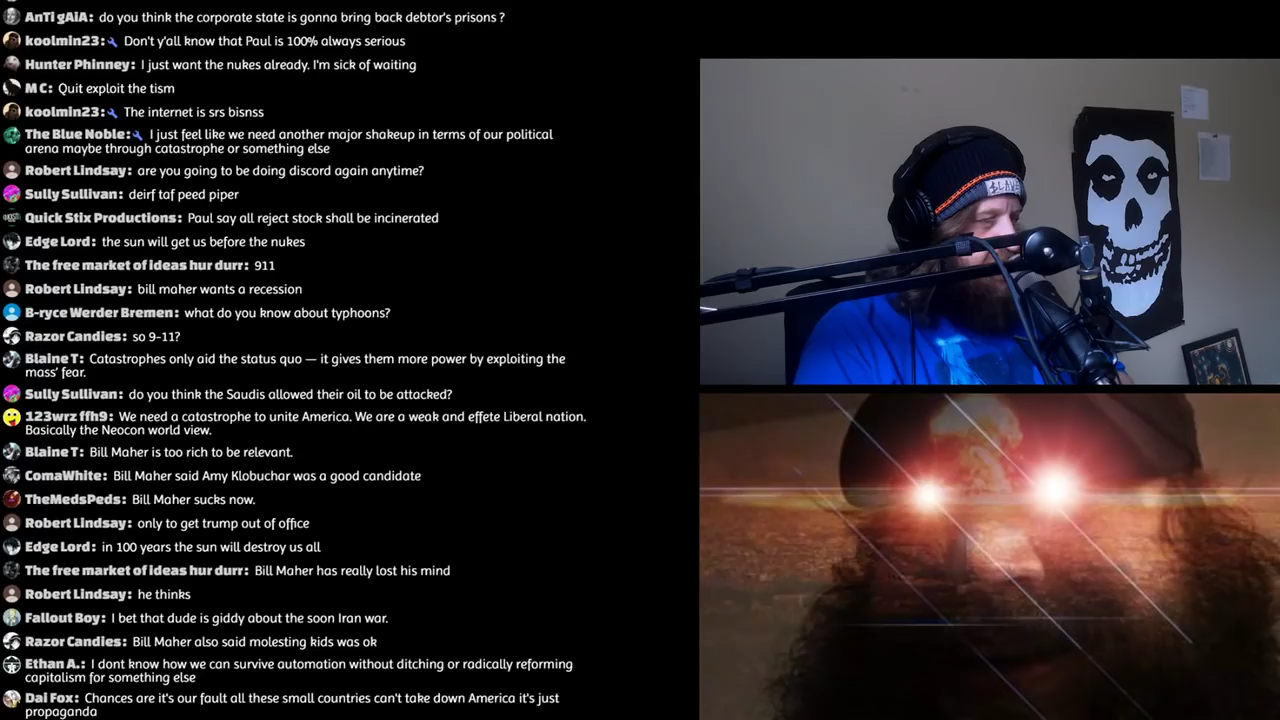 AnTi gAiA: do you think the corporate state is gonna bring back debtor's prisons ?
koolmin23: Don't y'all know that Paul is 100% always serious
Hunter Phinney: I just want the nukes already. I'm sick of waiting
M C: Quit exploit the tism
koolmin23: The internet is srs bisnss
The Blue Noble: I just feel like we need another major shakeup in terms of our political
arena maybe through catastrophe or something else
Robert Lindsay: are you going to be doing discord again anytime?
Sully Sullivan: deirf taf peed piper
Quick Stix Productions: Paul say all reject stock shall be incinerated
Edge Lord: the sun will get us before the nukes
The free market of ideas hur durr: 911
Robert Lindsay: bill maher wants a recession
B-ryce Werder Bremen: what do you know about typhoons?
Razor Candies: so 9-11?
Blaine T: Catastrophes only aid the status quo — it gives them more power by exploiting the
mass' fear.
Sully Sullivan: do you think the Saudis allowed their oil to be attacked?
123wrz ffh9: We need a catastrophe to unite America. We are a weak and effete Liberal nation.
Basically the Neocon world view.
Blaine T: Bill Maher is too rich to be relevant.
ComaWhite: Bill Maher said Amy Klobuchar was a good candidate
TheMedsPeds: Bill Maher sucks now.
Robert Lindsay: only to get trump out of office
Edge Lord: in 100 years the sun will destroy us all
The free market of ideas hur durr: Bill Maher has really lost his mind
Robert Lindsay: he thinks
Fallout Boy: I bet that dude is giddy about the soon Iran war.
Razor Candies: Bill Maher also said molesting kids was ok
Ethan A.: I dont know how we can survive automation without ditching or radically reforming
capitalism for something else
Dai Fox: Chances are it's our fault all these small countries can't take down America it's just
propaganda